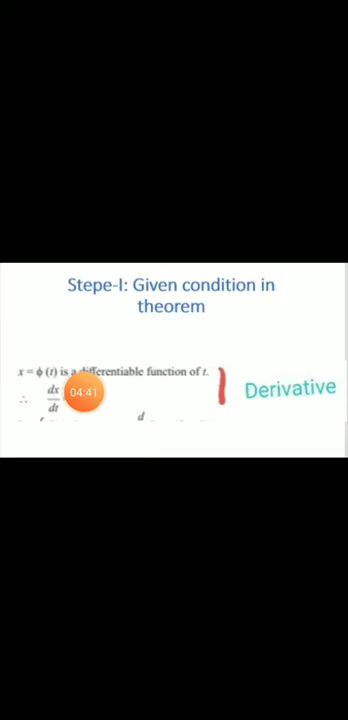 Stepe-I: Given condition in
theorem
x = ϕ (t) is a differentiable function of t.
Derivative
∴ dx
04:41
dt
d